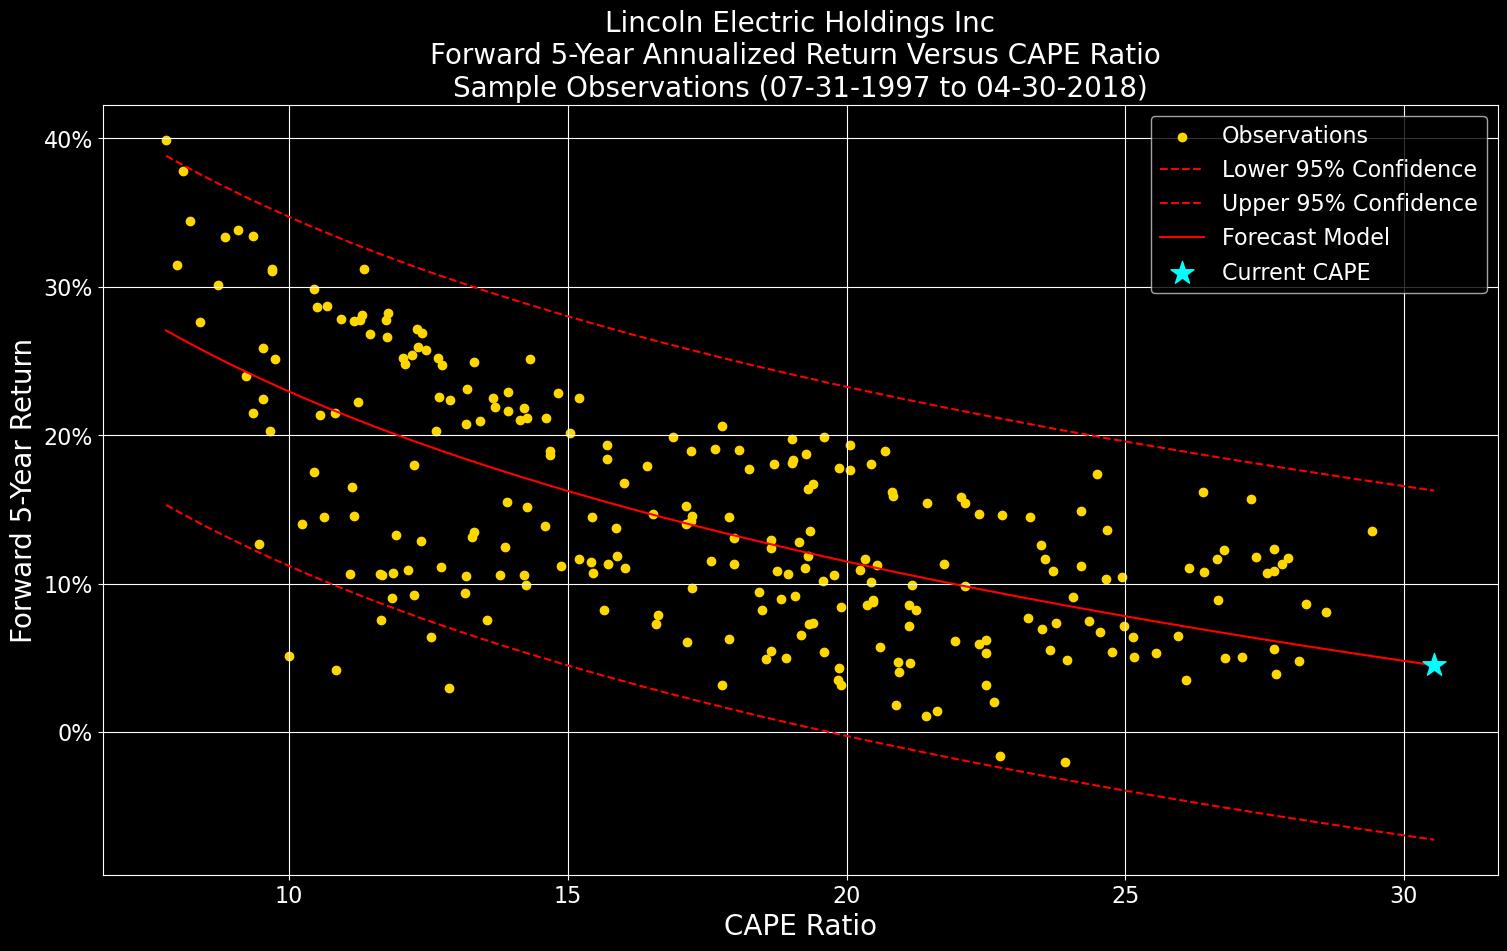 Lincoln Electric Holdings Inc
Forward 5-Year Annualized Return Versus CAPE Ratio
Sample Observations (07-31-1997 to 04-30-2018)
Observations
Lower 95% Confidence
Upper 95% Confidence
Forecast Model
Current CAPE
Forward 5-Year Return
40%
30%
20%
10%
0%
10
15
20
25
30
CAPE Ratio